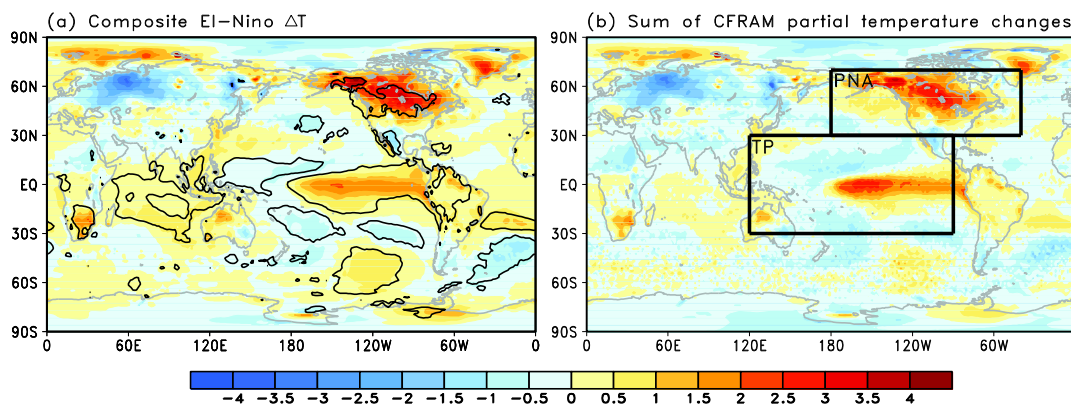 (a) Composite El-Nino ΔT
(b) Sum of CFRAM partial temperature changes
90N
60N
30N
EQ
30S
60S
90S
0 60E 120E 180 120W 60W 0
90N
60N
30N
EQ
30S
60S
90S
60E 120E 180 120W 60W
PNA
TP
-4 -3.5 -3 -2.5 -2 -1.5 -1 -0.5 0 0.5 1 1.5 2 2.5 3 3.5 4